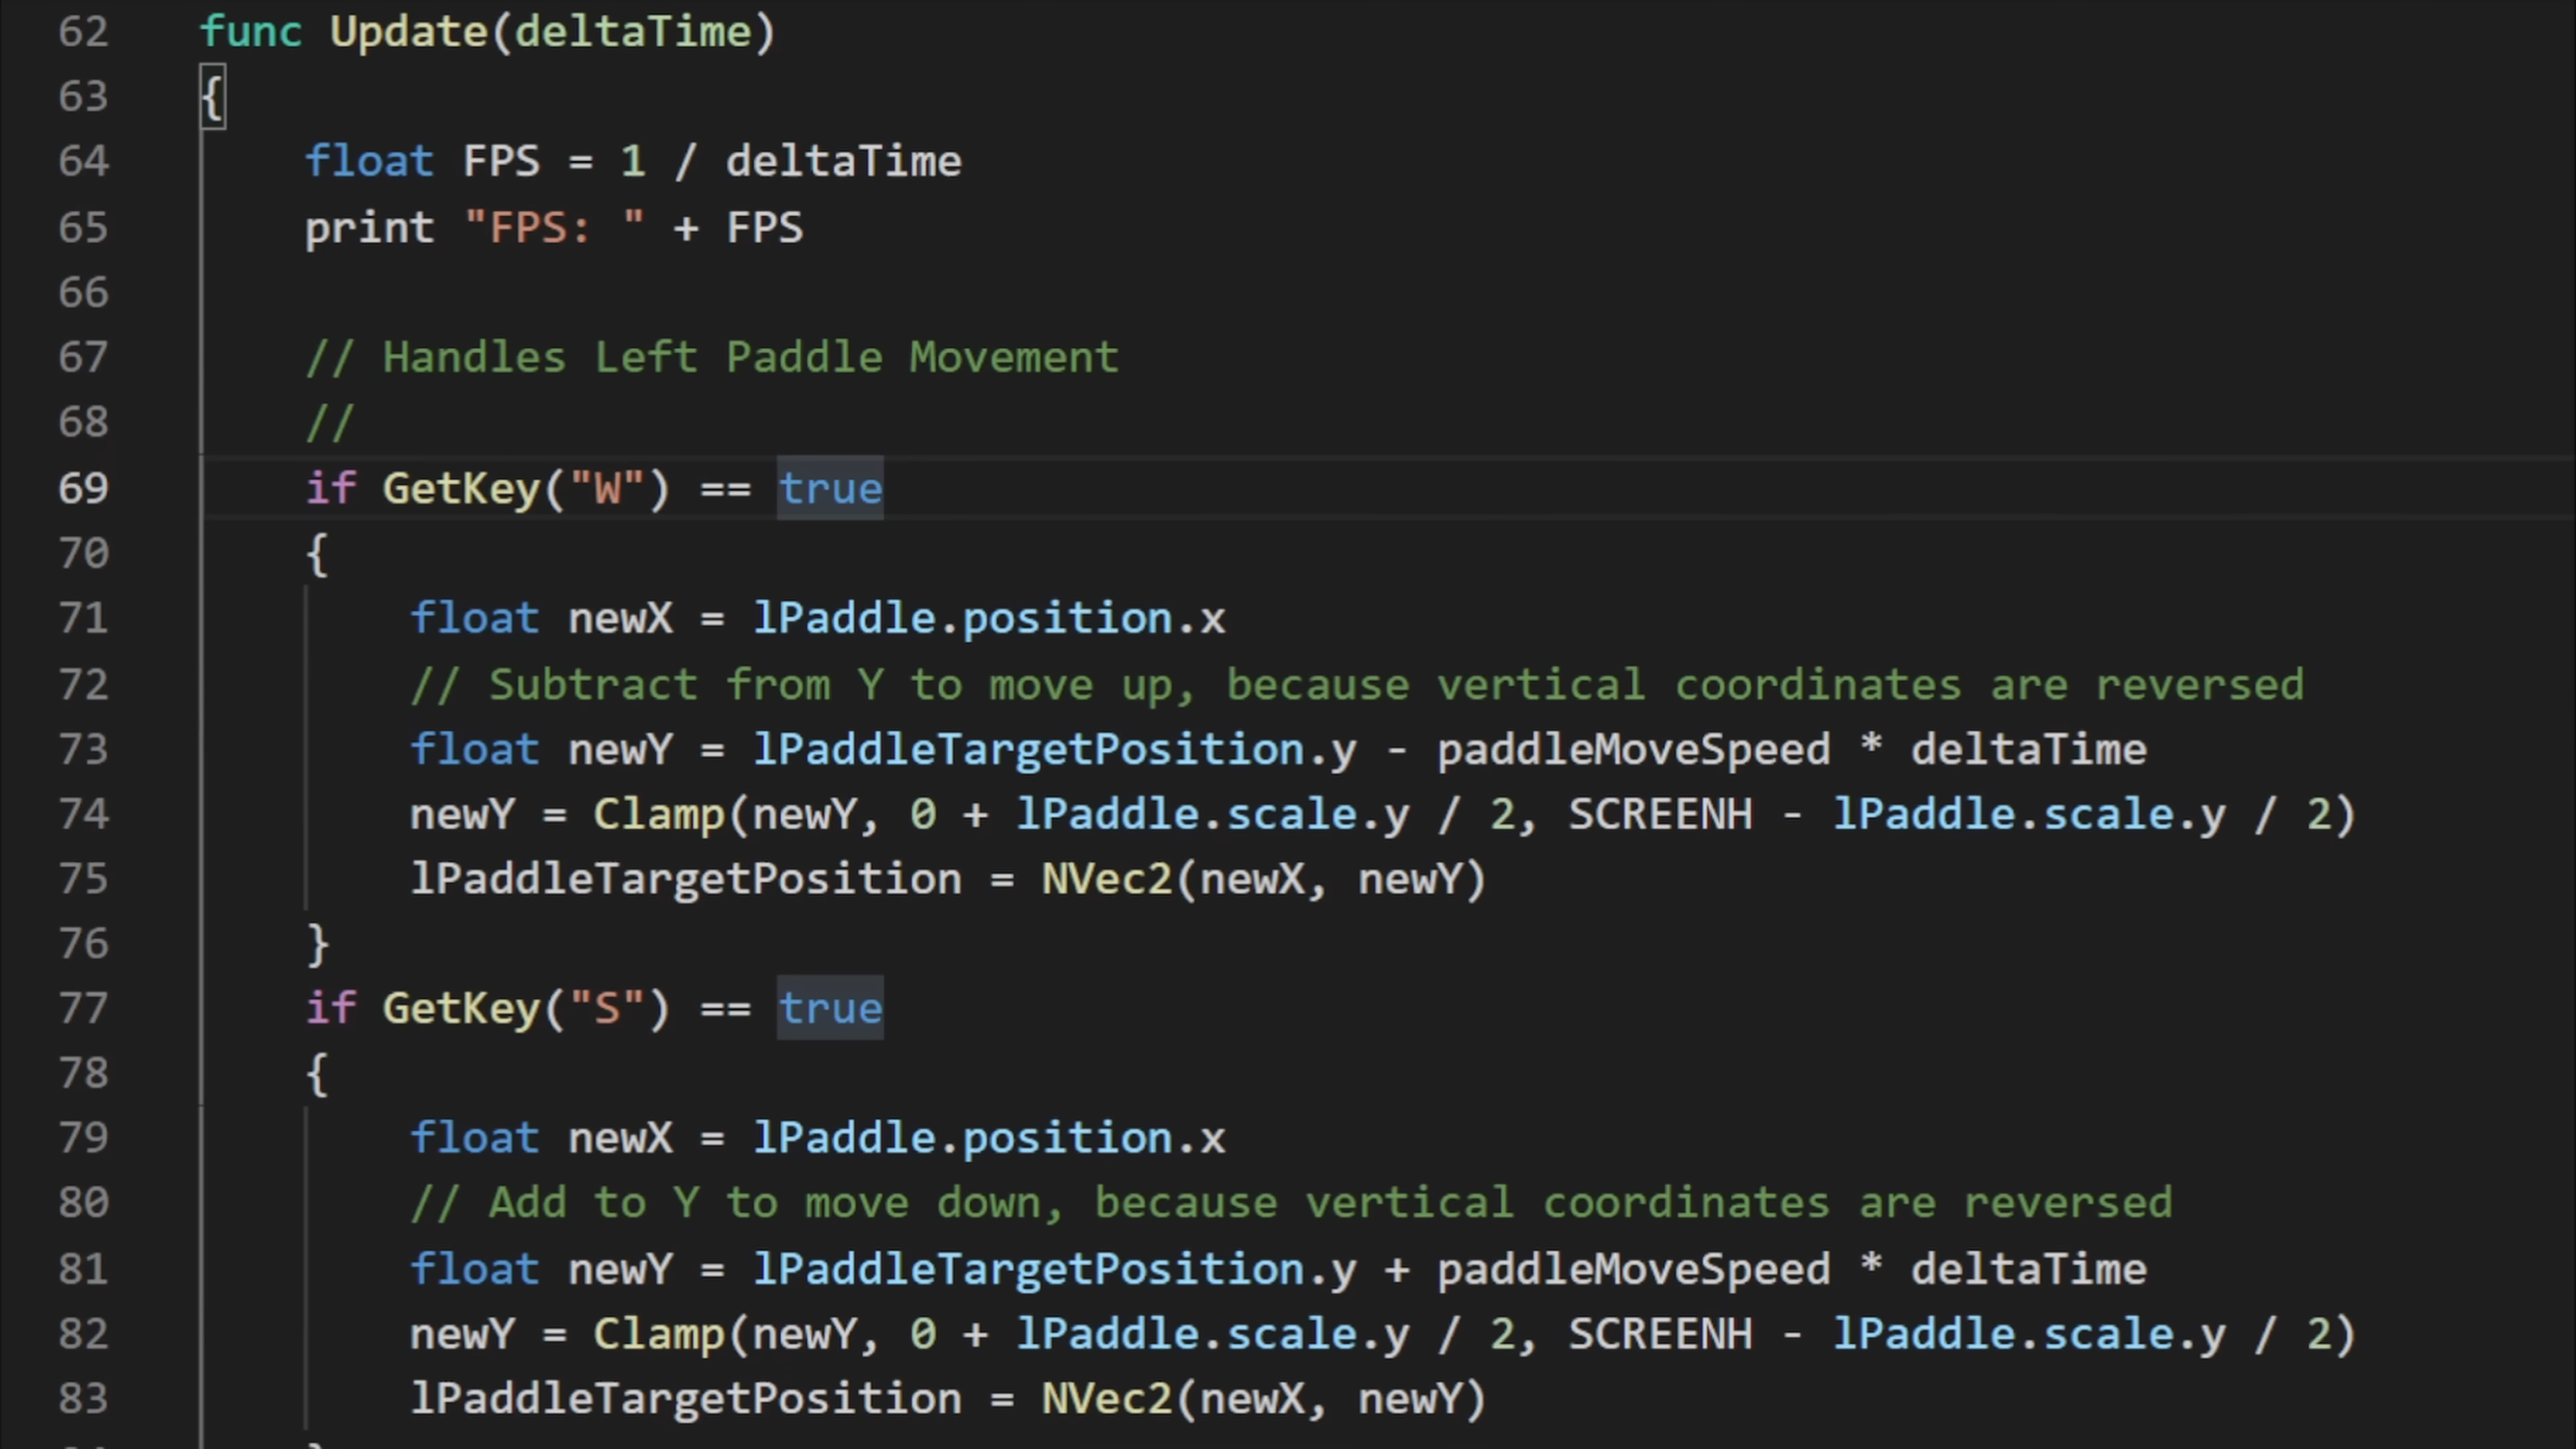 62 func Update(deltaTime)
63 {
64 float FPS = 1 / deltaTime
65 print "FPS: " + FPS
66
67 // Handles Left Paddle Movement
68 //
69 if GetKey("W") == true
70 {
71 float newX = lPaddle.position.x
72 // Subtract from Y to move up, because vertical coordinates are reversed
73 float newY = lPaddleTargetPosition.y - paddleMoveSpeed * deltaTime
74 newY = Clamp(newY, 0 + lPaddle.scale.y / 2, SCREENH - lPaddle.scale.y / 2)
75 lPaddleTargetPosition = NVec2(newX, newY)
76 }
77 if GetKey("S") == true
78 {
79 float newX = lPaddle.position.x
80 // Add to Y to move down, because vertical coordinates are reversed
81 float newY = lPaddleTargetPosition.y + paddleMoveSpeed * deltaTime
82 newY = Clamp(newY, 0 + lPaddle.scale.y / 2, SCREENH - lPaddle.scale.y / 2)
83 lPaddleTargetPosition = NVec2(newX, newY)